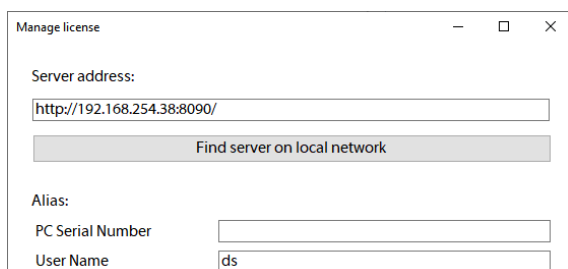 Manage license
Server address:
http://192.168.254.38:8090/
Find server on local network
Alias:
PC Serial Number
User Name ds